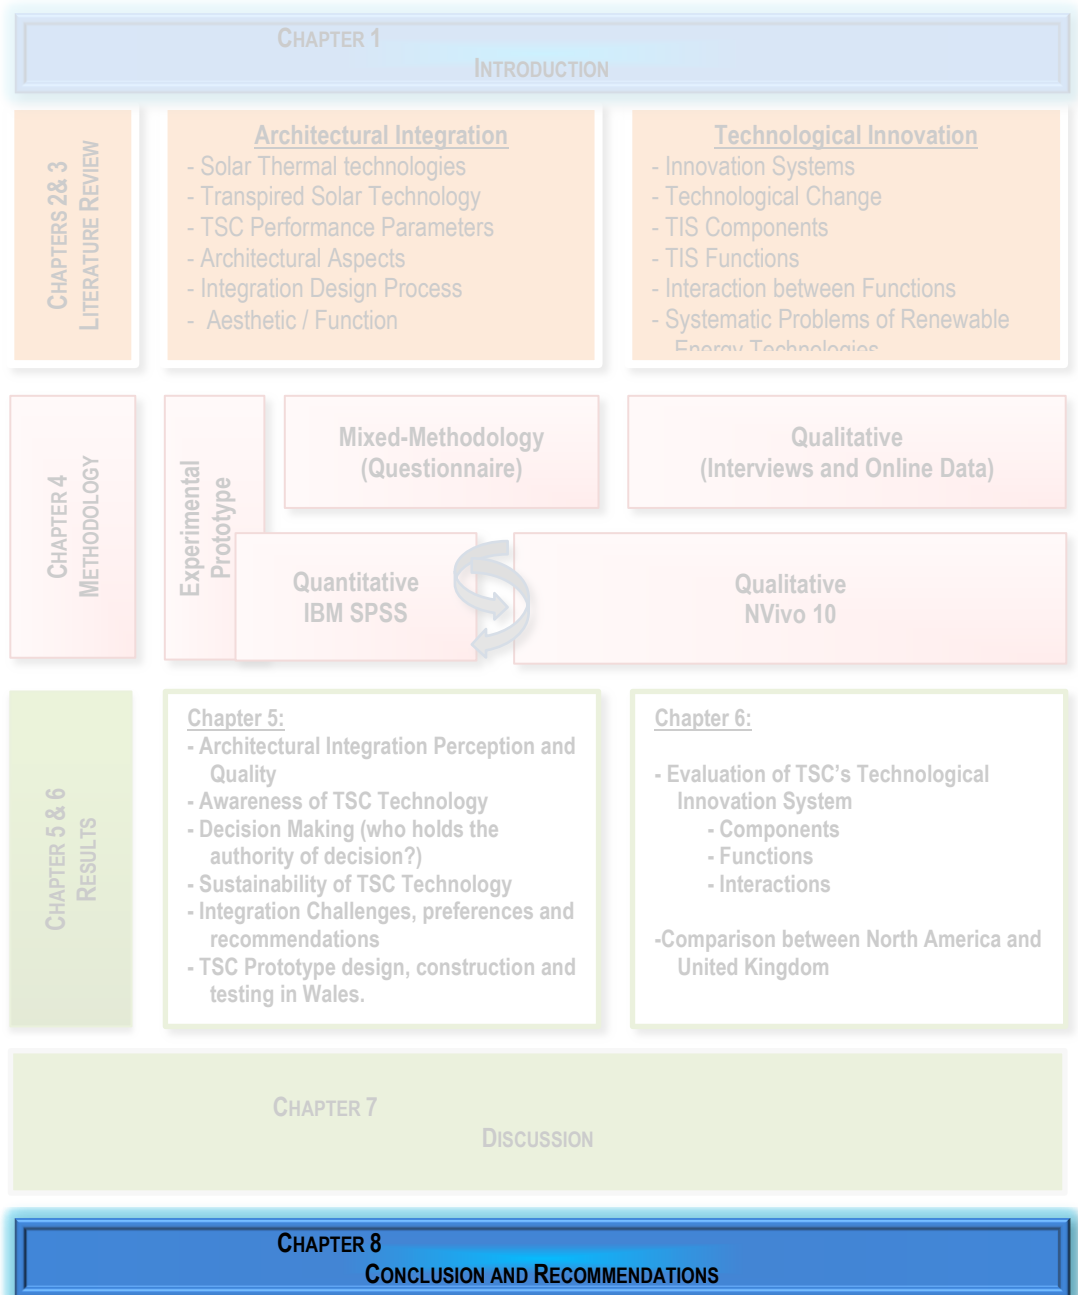 CHAPTER 1
INTRODUCTION
CHAPTERS 2& 3
LITERATURE REVIEW
Architectural Integration
- Solar Thermal technologies
- Transpired Solar Technology
- TSC Performance Parameters
- Architectural Aspects
- Integration Design Process
- Aesthetic / Function
Technological Innovation
- Innovation Systems
- Technological Change
- TIS Components
- TIS Functions
- Interaction between Functions
- Systematic Problems of Renewable
Energy Technologies
CHAPTER 4
METHODOLOGY
Experimental
Prototype
Mixed-Methodology
(Questionnaire)
Qualitative
(Interviews and Online Data)
Quantitative
IBM SPSS
Qualitative
NVivo 10
CHAPTER 5 & 6
RESULTS
Chapter 5:
- Architectural Integration Perception and
Quality
- Awareness of TSC Technology
- Decision Making (who holds the
authority of decision?)
- Sustainability of TSC Technology
- Integration Challenges, preferences and
recommendations
- TSC Prototype design, construction and
testing in Wales.
Chapter 6:
- Evaluation of TSC's Technological
Innovation System
- Components
- Functions
- Interactions
-Comparison between North America and
United Kingdom
CHAPTER 7
DISCUSSION
CHAPTER 8
CONCLUSION AND RECOMMENDATIONS